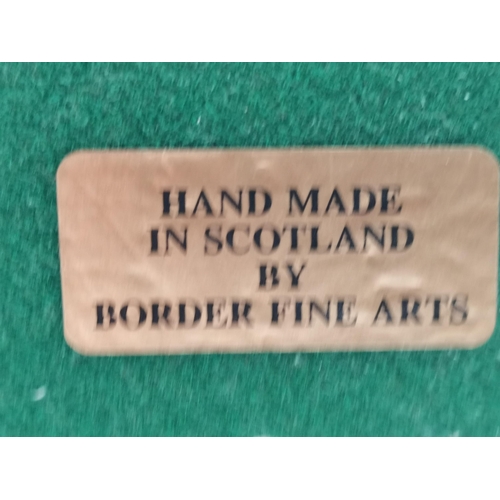 HAND MADE
IN SCOTLAND
BY
BORDER FINE ARTS